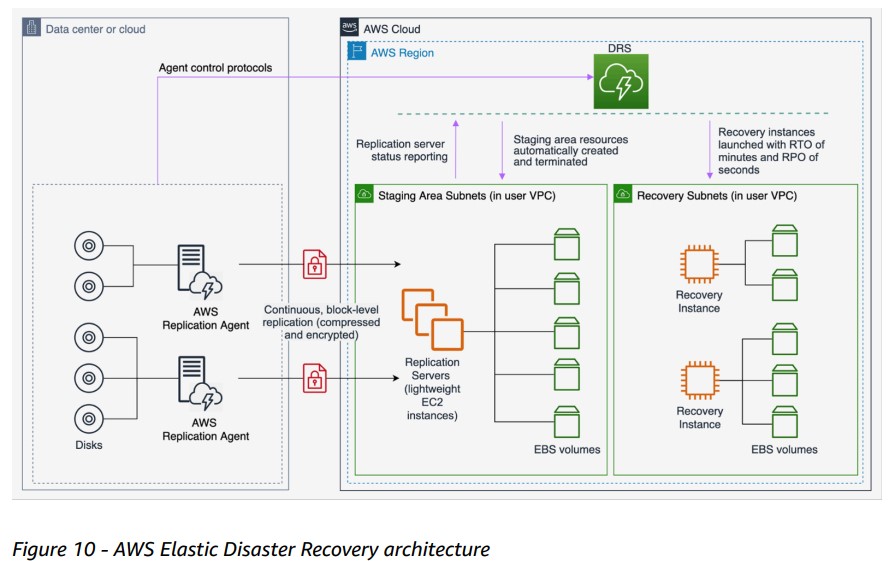 Data center or cloud
aws
AWS Cloud
AWS Region
DRS
Agent control protocols
Replication server
status reporting
Staging area resources
automatically created
and terminated
Recovery instances
launched with RTO of
minutes and RPO of
seconds
Staging Area Subnets (in user VPC)
Recovery Subnets (in user VPC)
AWS
Replication Agent
Continuous, block-level
replication (compressed
and encrypted)
AWS
Replication Agent
Disks
Replication
Servers
(lightweight
EC2
instances)
EBS volumes
Recovery
Instance
Recovery
Instance
EBS volumes
Figure 10 - AWS Elastic Disaster Recovery architecture